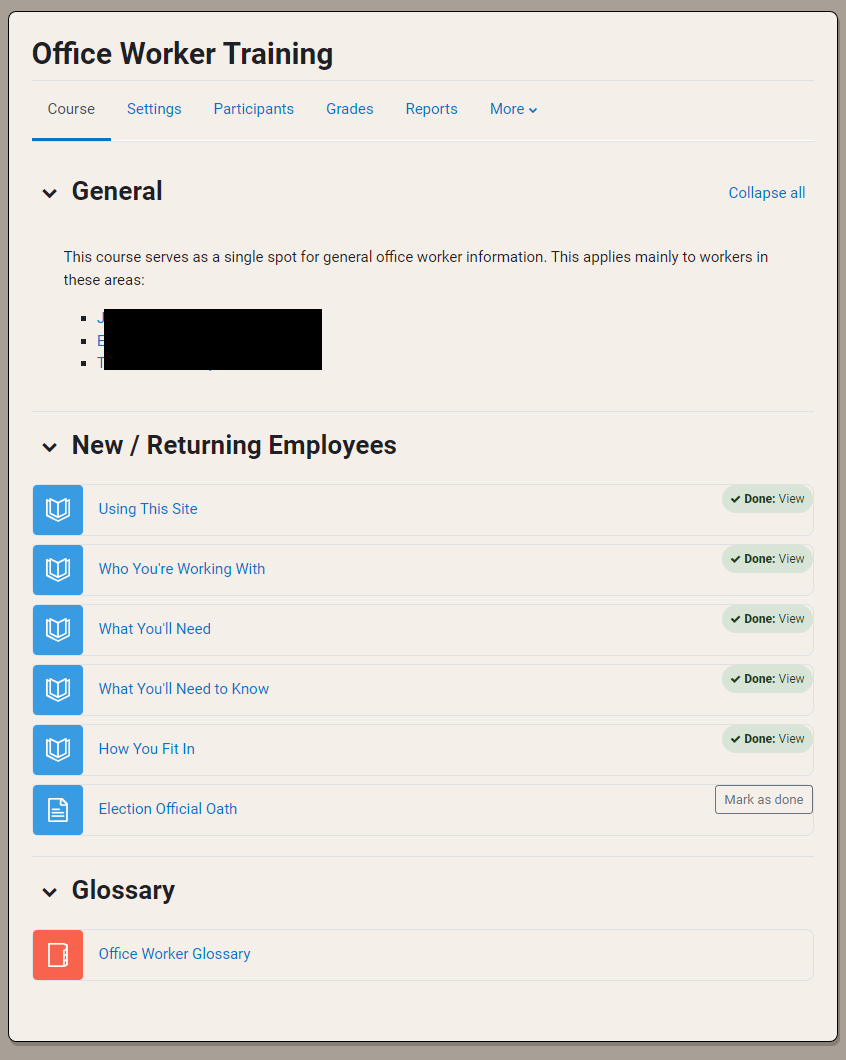 Office Worker Training
Course Settings Participants Grades Reports More
General
Collapse all
This course serves as a single spot for general office worker information. This applies mainly to workers in
these areas:
New / Returning Employees
Using This Site
Done: View
Who You're Working With
Done: View
What You'll Need
Done: View
What You'll Need to Know
Done: View
How You Fit In
Done: View
Election Official Oath
Mark as done
Glossary
Office Worker Glossary